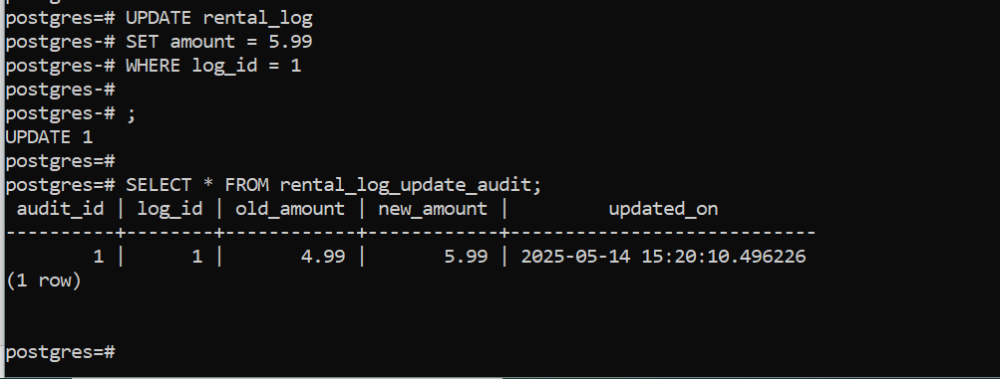 postgres=# UPDATE rental_log
postgres-# SET amount = 5.99
postgres-# WHERE log_id = 1
postgres-#
postgres-# ;
UPDATE 1
postgres=#
postgres=# SELECT * FROM rental_log_update_audit;
 audit_id | log_id | old_amount | new_amount |         updated_on
----------+--------+------------+------------+----------------------------
        1 |      1 |       4.99 |       5.99 | 2025-05-14 15:20:10.496226
(1 row)
postgres=#